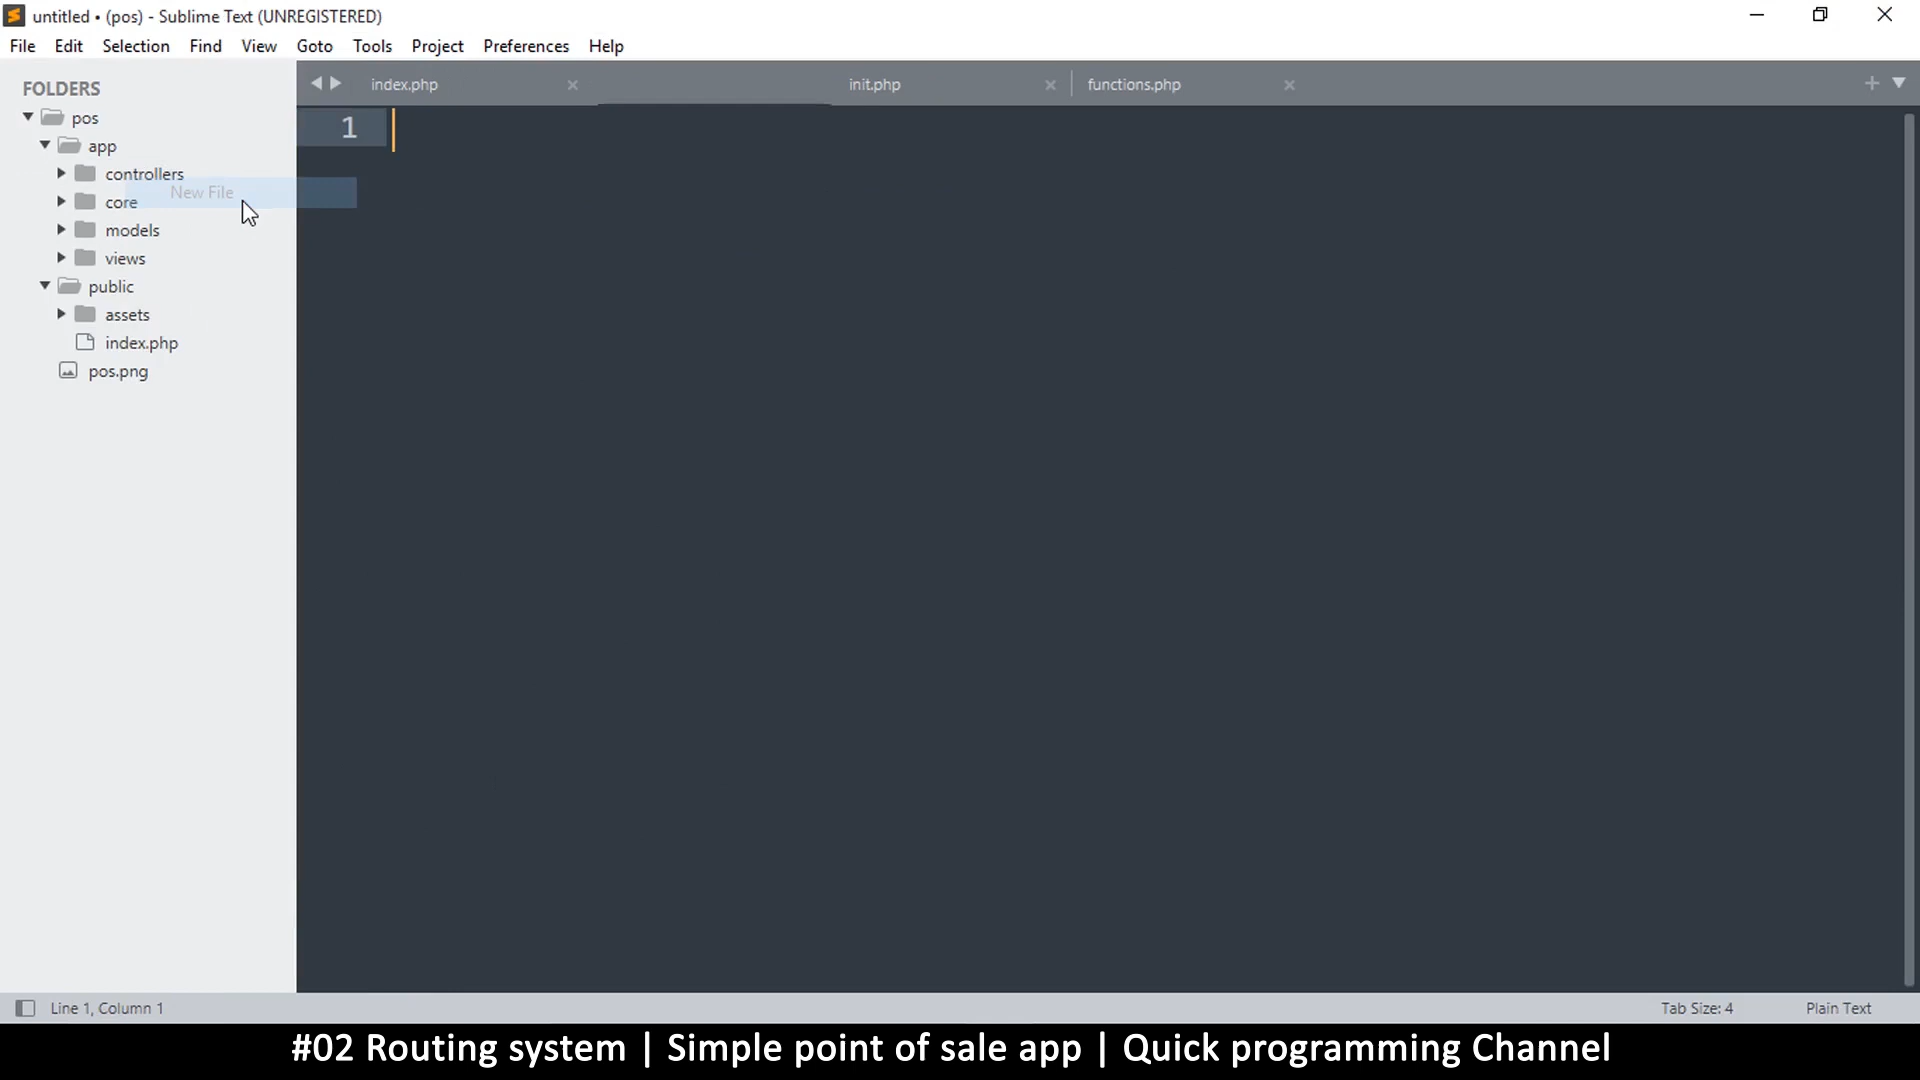 untitled • (pos) - Sublime Text (UNREGISTERED)
File Edit Selection Find View Goto Tools Project Preferences Help
FOLDERS
index.php
init.php
functions.php
pos
app
controllers
New File
core
models
views
public
assets
index.php
pos.png
1
Line 1, Column 1
Tab Size: 4
Plain Text
#02 Routing system | Simple point of sale app | Quick programming Channel